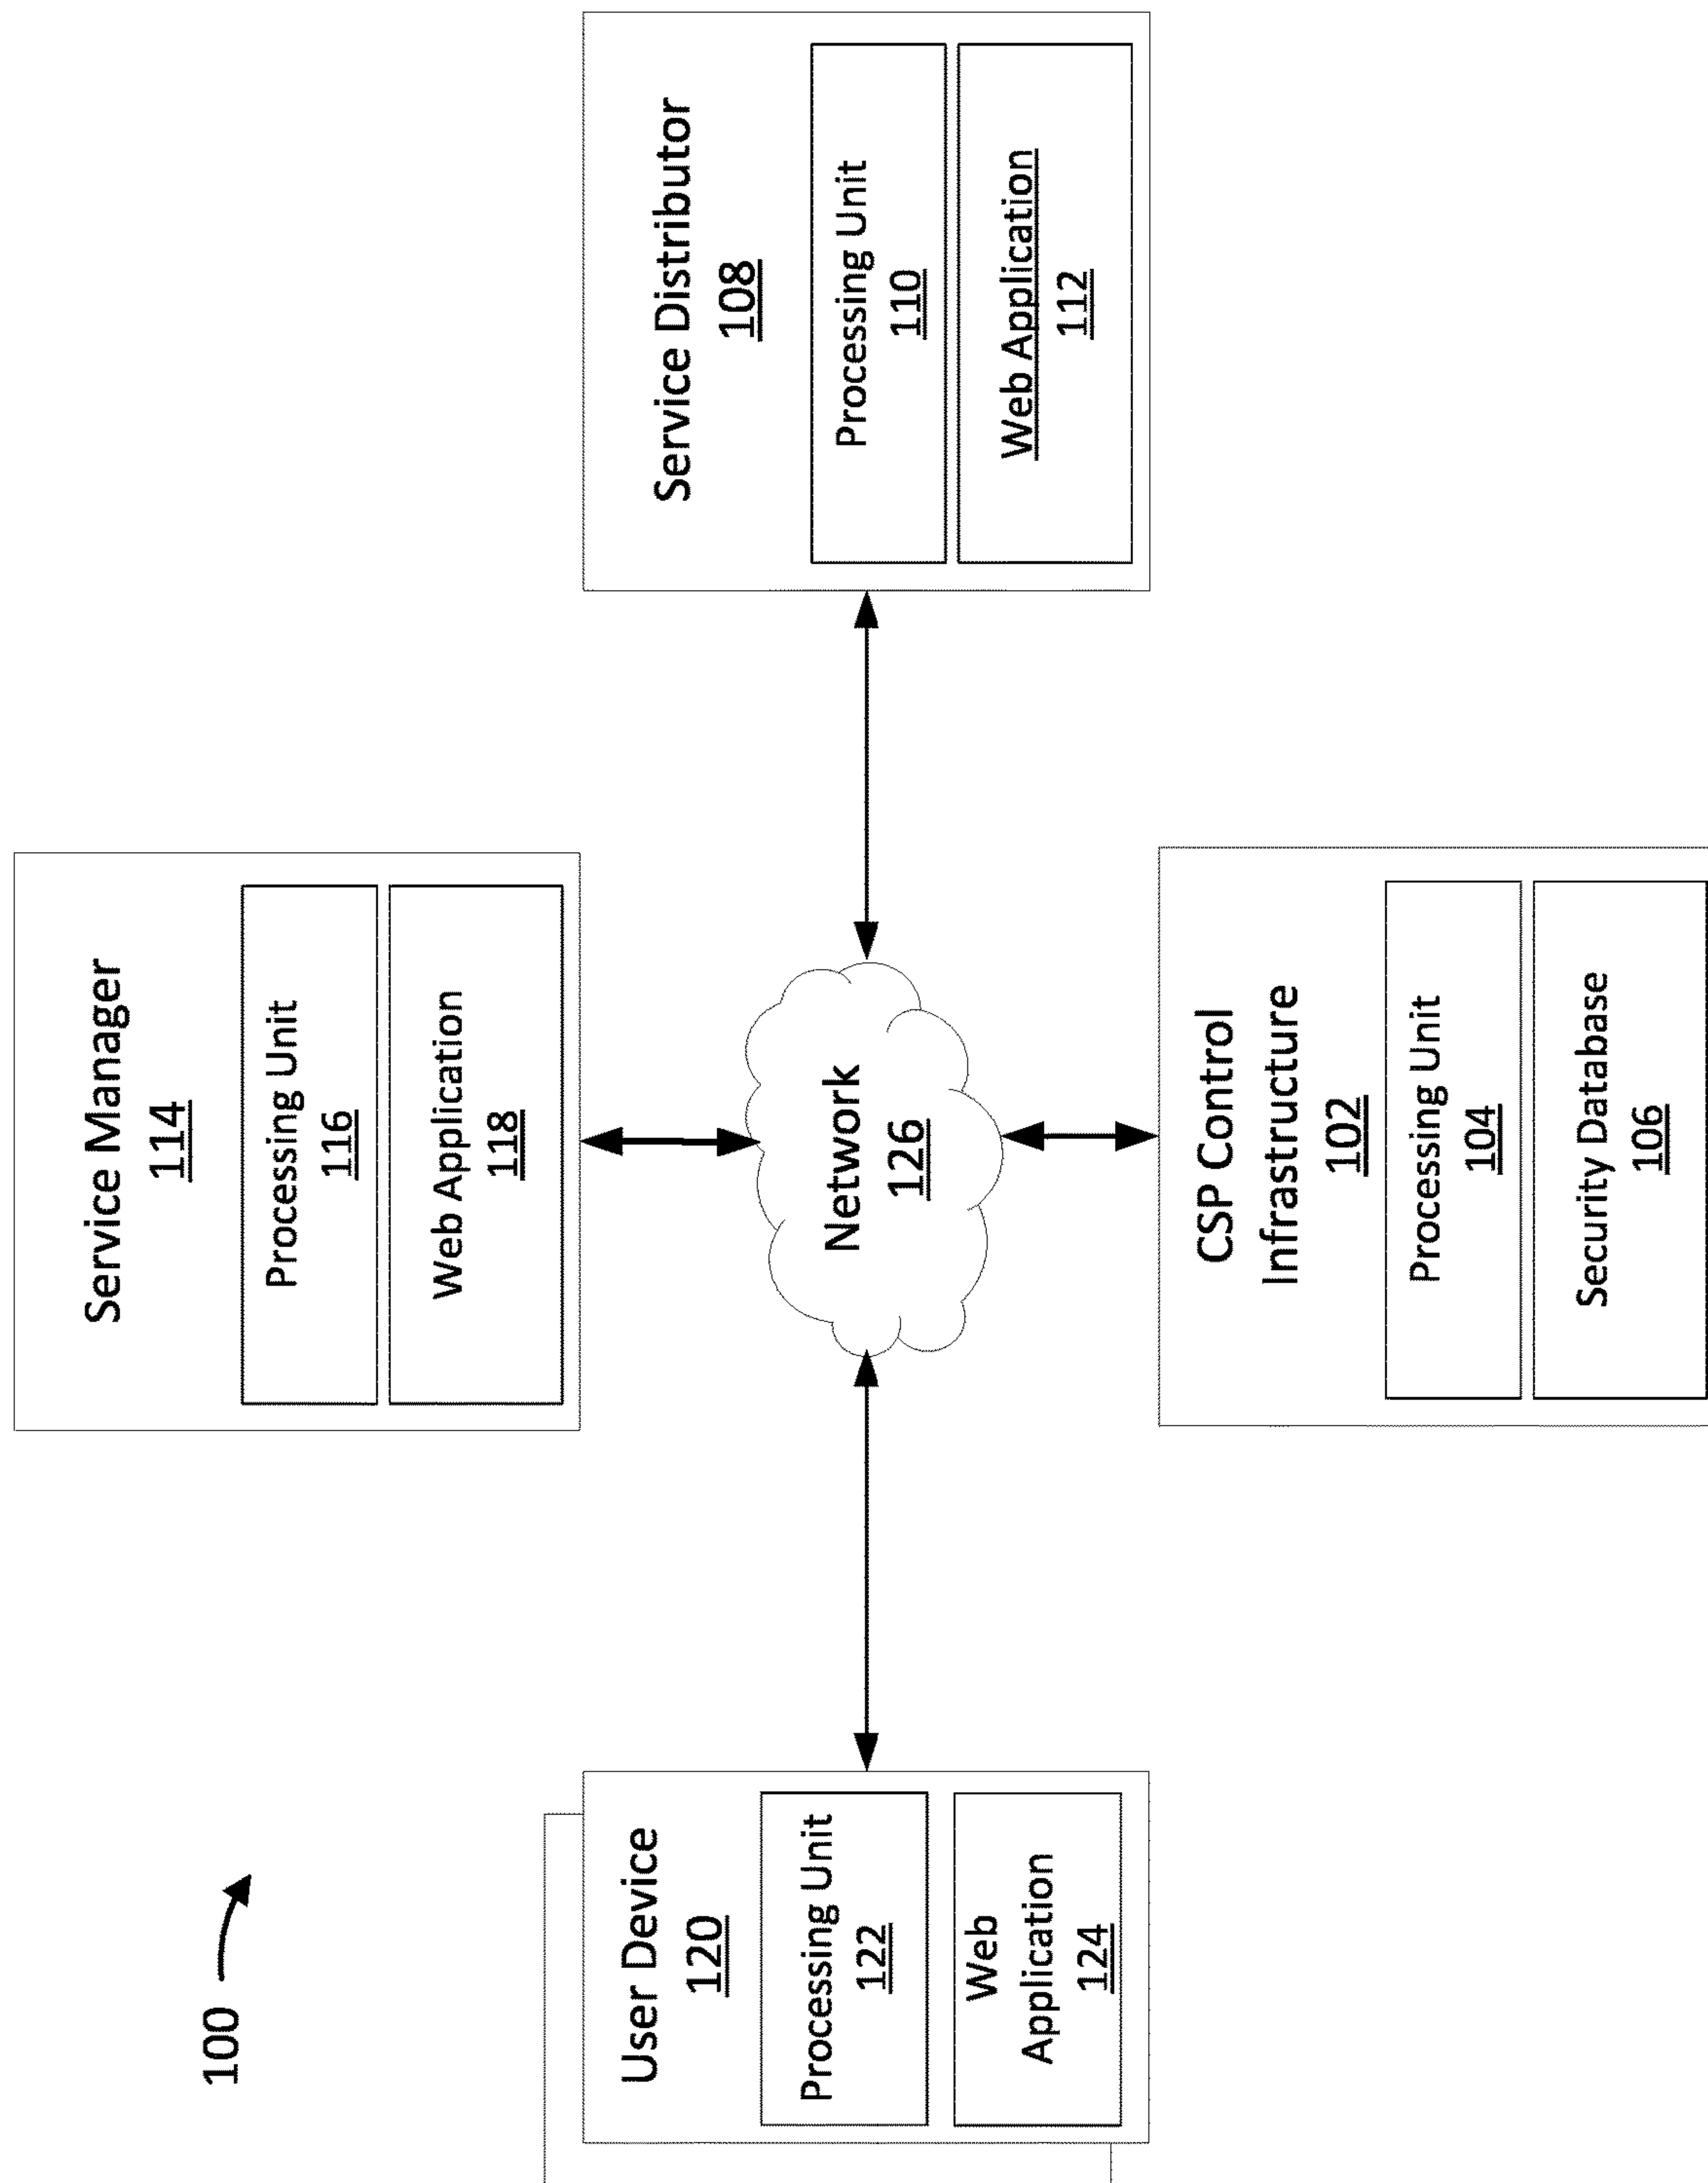 100
Service Manager
114
Processing Unit
116
Web Application
118
User Device
120
Processing Unit
122
Web
Application
124
Network
126
Service Distributor
108
Processing Unit
110
Web Application
112
CSP Control
Infrastructure
102
Processing Unit
104
Security Database
106